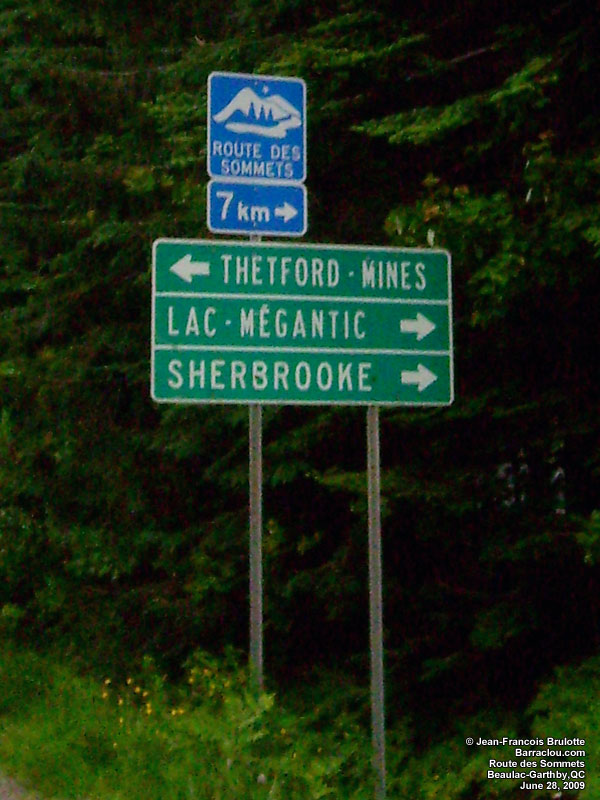 ROUTE DES
SOMMETS
7 km
THETFORD - MINES
LAC - MÉGANTIC
SHERBROOKE
© Jean-Francois Brulotte
Barraclou.com
Route des Sommets
Beaulac-Garthby,QC
June 28, 2009